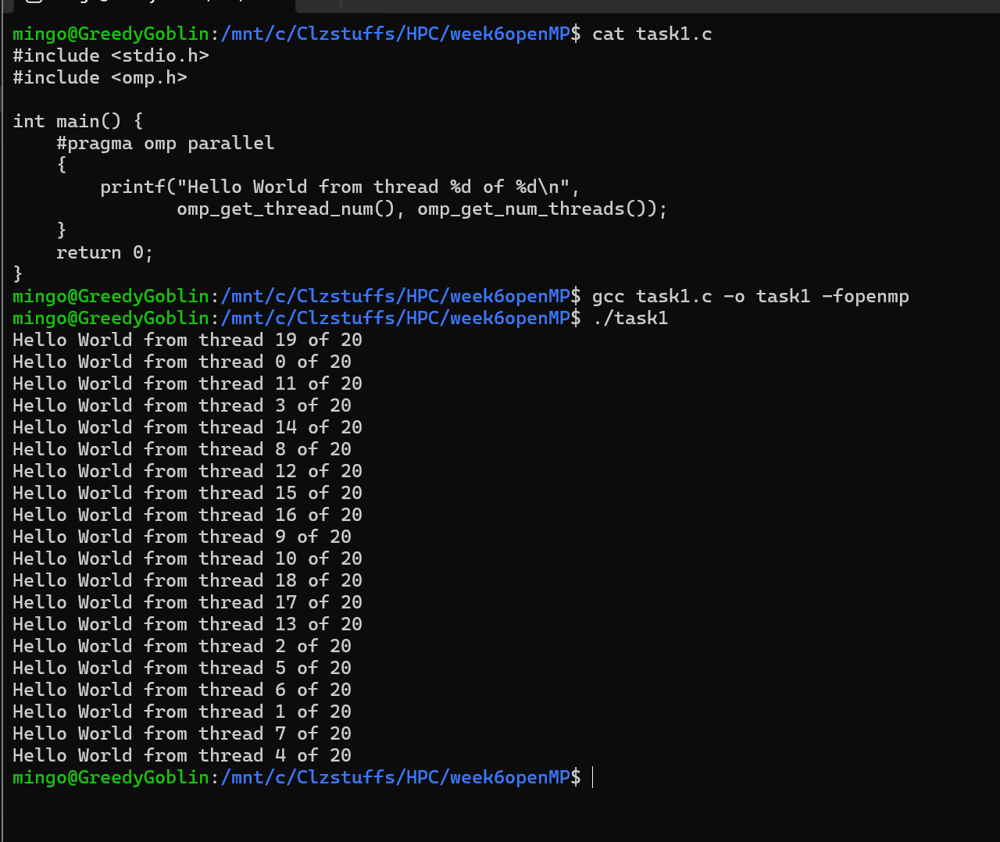 mingo@GreedyGoblin:/mnt/c/Clzstuffs/HPC/week6openMP$ cat task1.c
#include <stdio.h>
#include <omp.h>

int main() {
    #pragma omp parallel
    {
        printf("Hello World from thread %d of %d\n",
               omp_get_thread_num(), omp_get_num_threads());
    }
    return 0;
}
mingo@GreedyGoblin:/mnt/c/Clzstuffs/HPC/week6openMP$ gcc task1.c -o task1 -fopenmp
mingo@GreedyGoblin:/mnt/c/Clzstuffs/HPC/week6openMP$ ./task1
Hello World from thread 19 of 20
Hello World from thread 0 of 20
Hello World from thread 11 of 20
Hello World from thread 3 of 20
Hello World from thread 14 of 20
Hello World from thread 8 of 20
Hello World from thread 12 of 20
Hello World from thread 15 of 20
Hello World from thread 16 of 20
Hello World from thread 9 of 20
Hello World from thread 10 of 20
Hello World from thread 18 of 20
Hello World from thread 17 of 20
Hello World from thread 13 of 20
Hello World from thread 2 of 20
Hello World from thread 5 of 20
Hello World from thread 6 of 20
Hello World from thread 1 of 20
Hello World from thread 7 of 20
Hello World from thread 4 of 20
mingo@GreedyGoblin:/mnt/c/Clzstuffs/HPC/week6openMP$